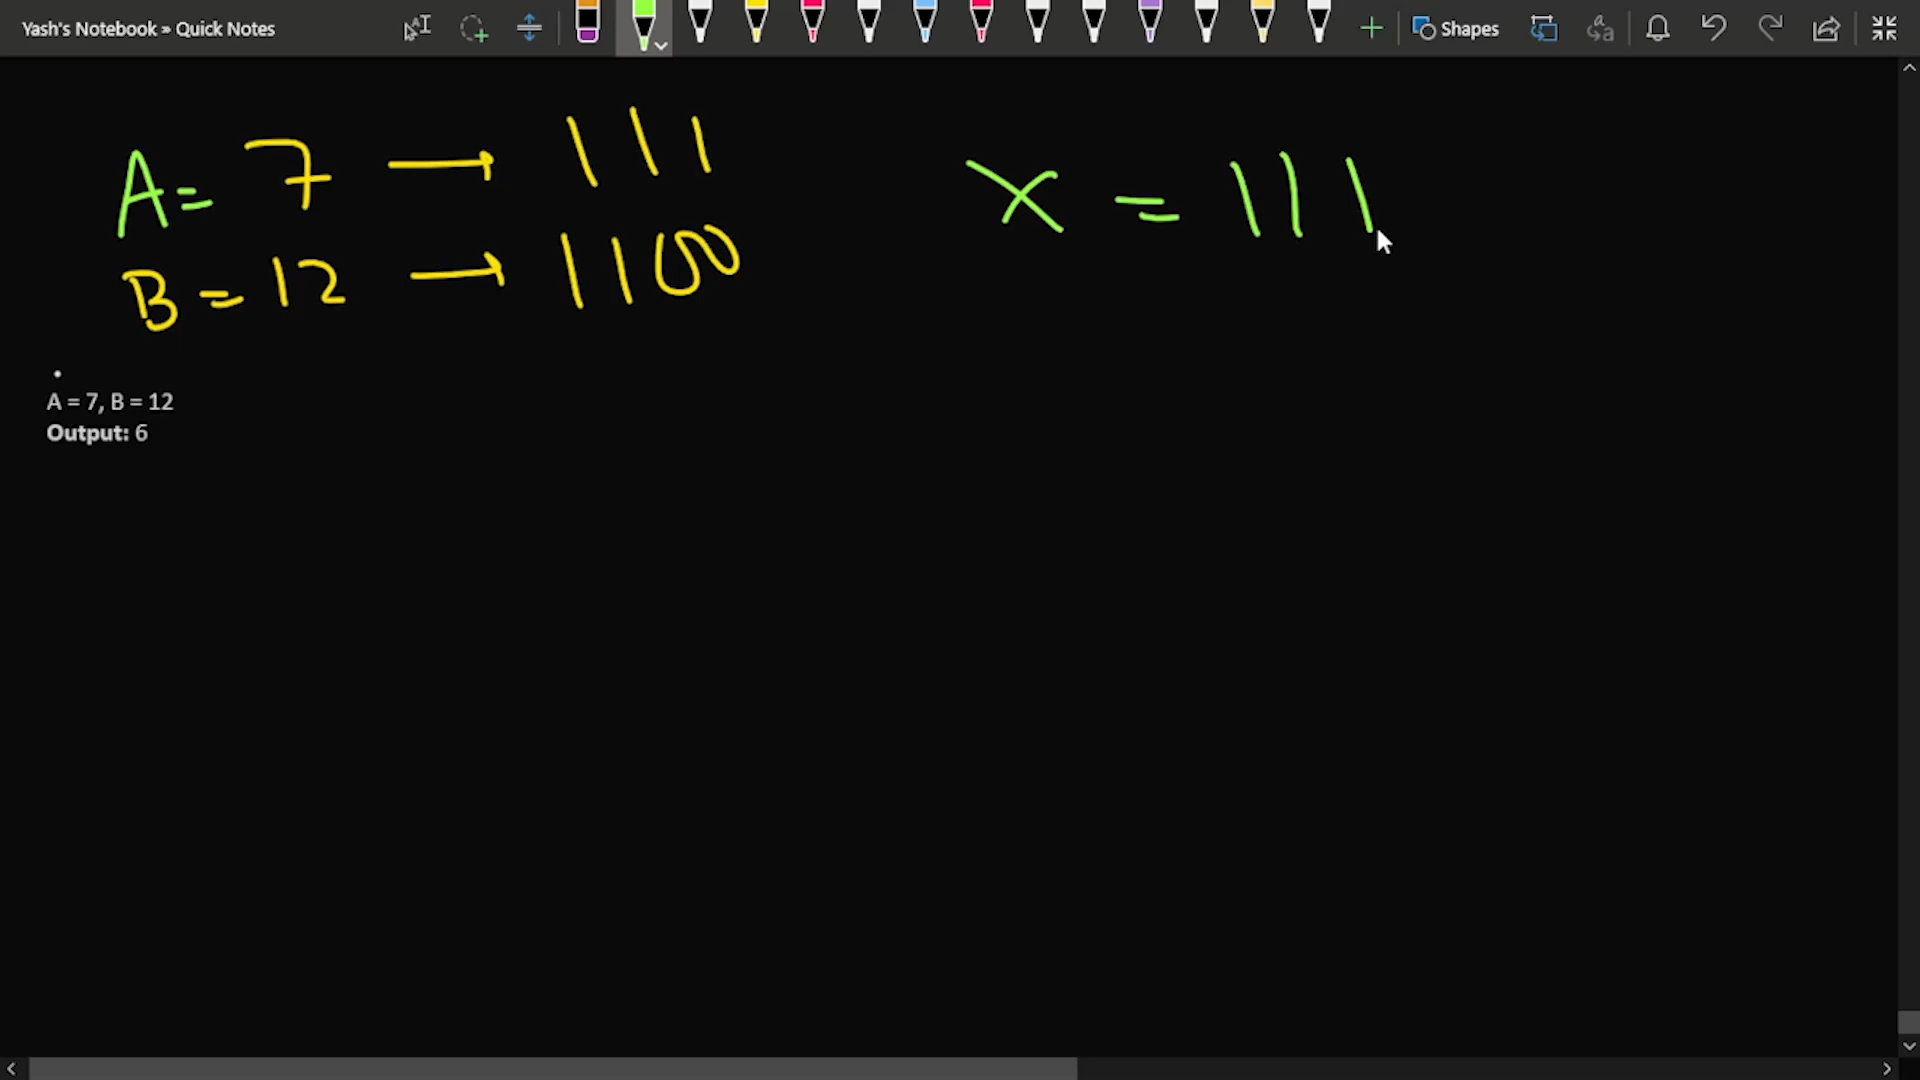 Yash's Notebook » Quick Notes
Shapes
A = 7 → 111
B = 12 → 1100
X = 111
A = 7, B = 12
Output: 6